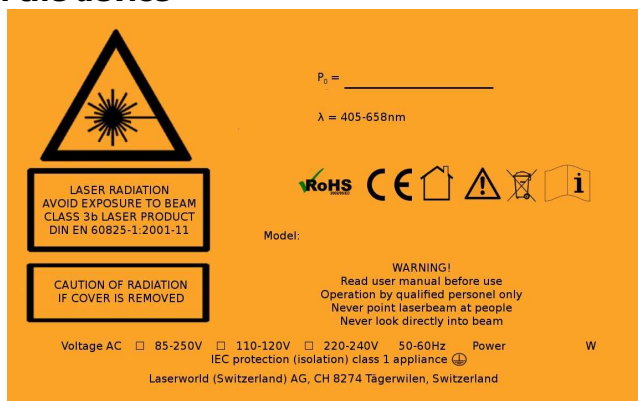 the device
P0 =
λ = 405-658nm
LASER RADIATION
AVOID EXPOSURE TO BEAM
CLASS 3b LASER PRODUCT
DIN EN 60825-1:2001-11
RoHS CE i
Model:
CAUTION OF RADIATION
IF COVER IS REMOVED
WARNING!
Read user manual before use
Operation by qualified personel only
Never point laserbeam at people
Never look directly into beam
Voltage AC ☐ 85-250V ☐ 110-120V ☐ 220-240V 50-60Hz Power W
IEC protection (isolation) class 1 appliance
Laserworld (Switzerland) AG, CH 8274 Tägerwilen, Switzerland